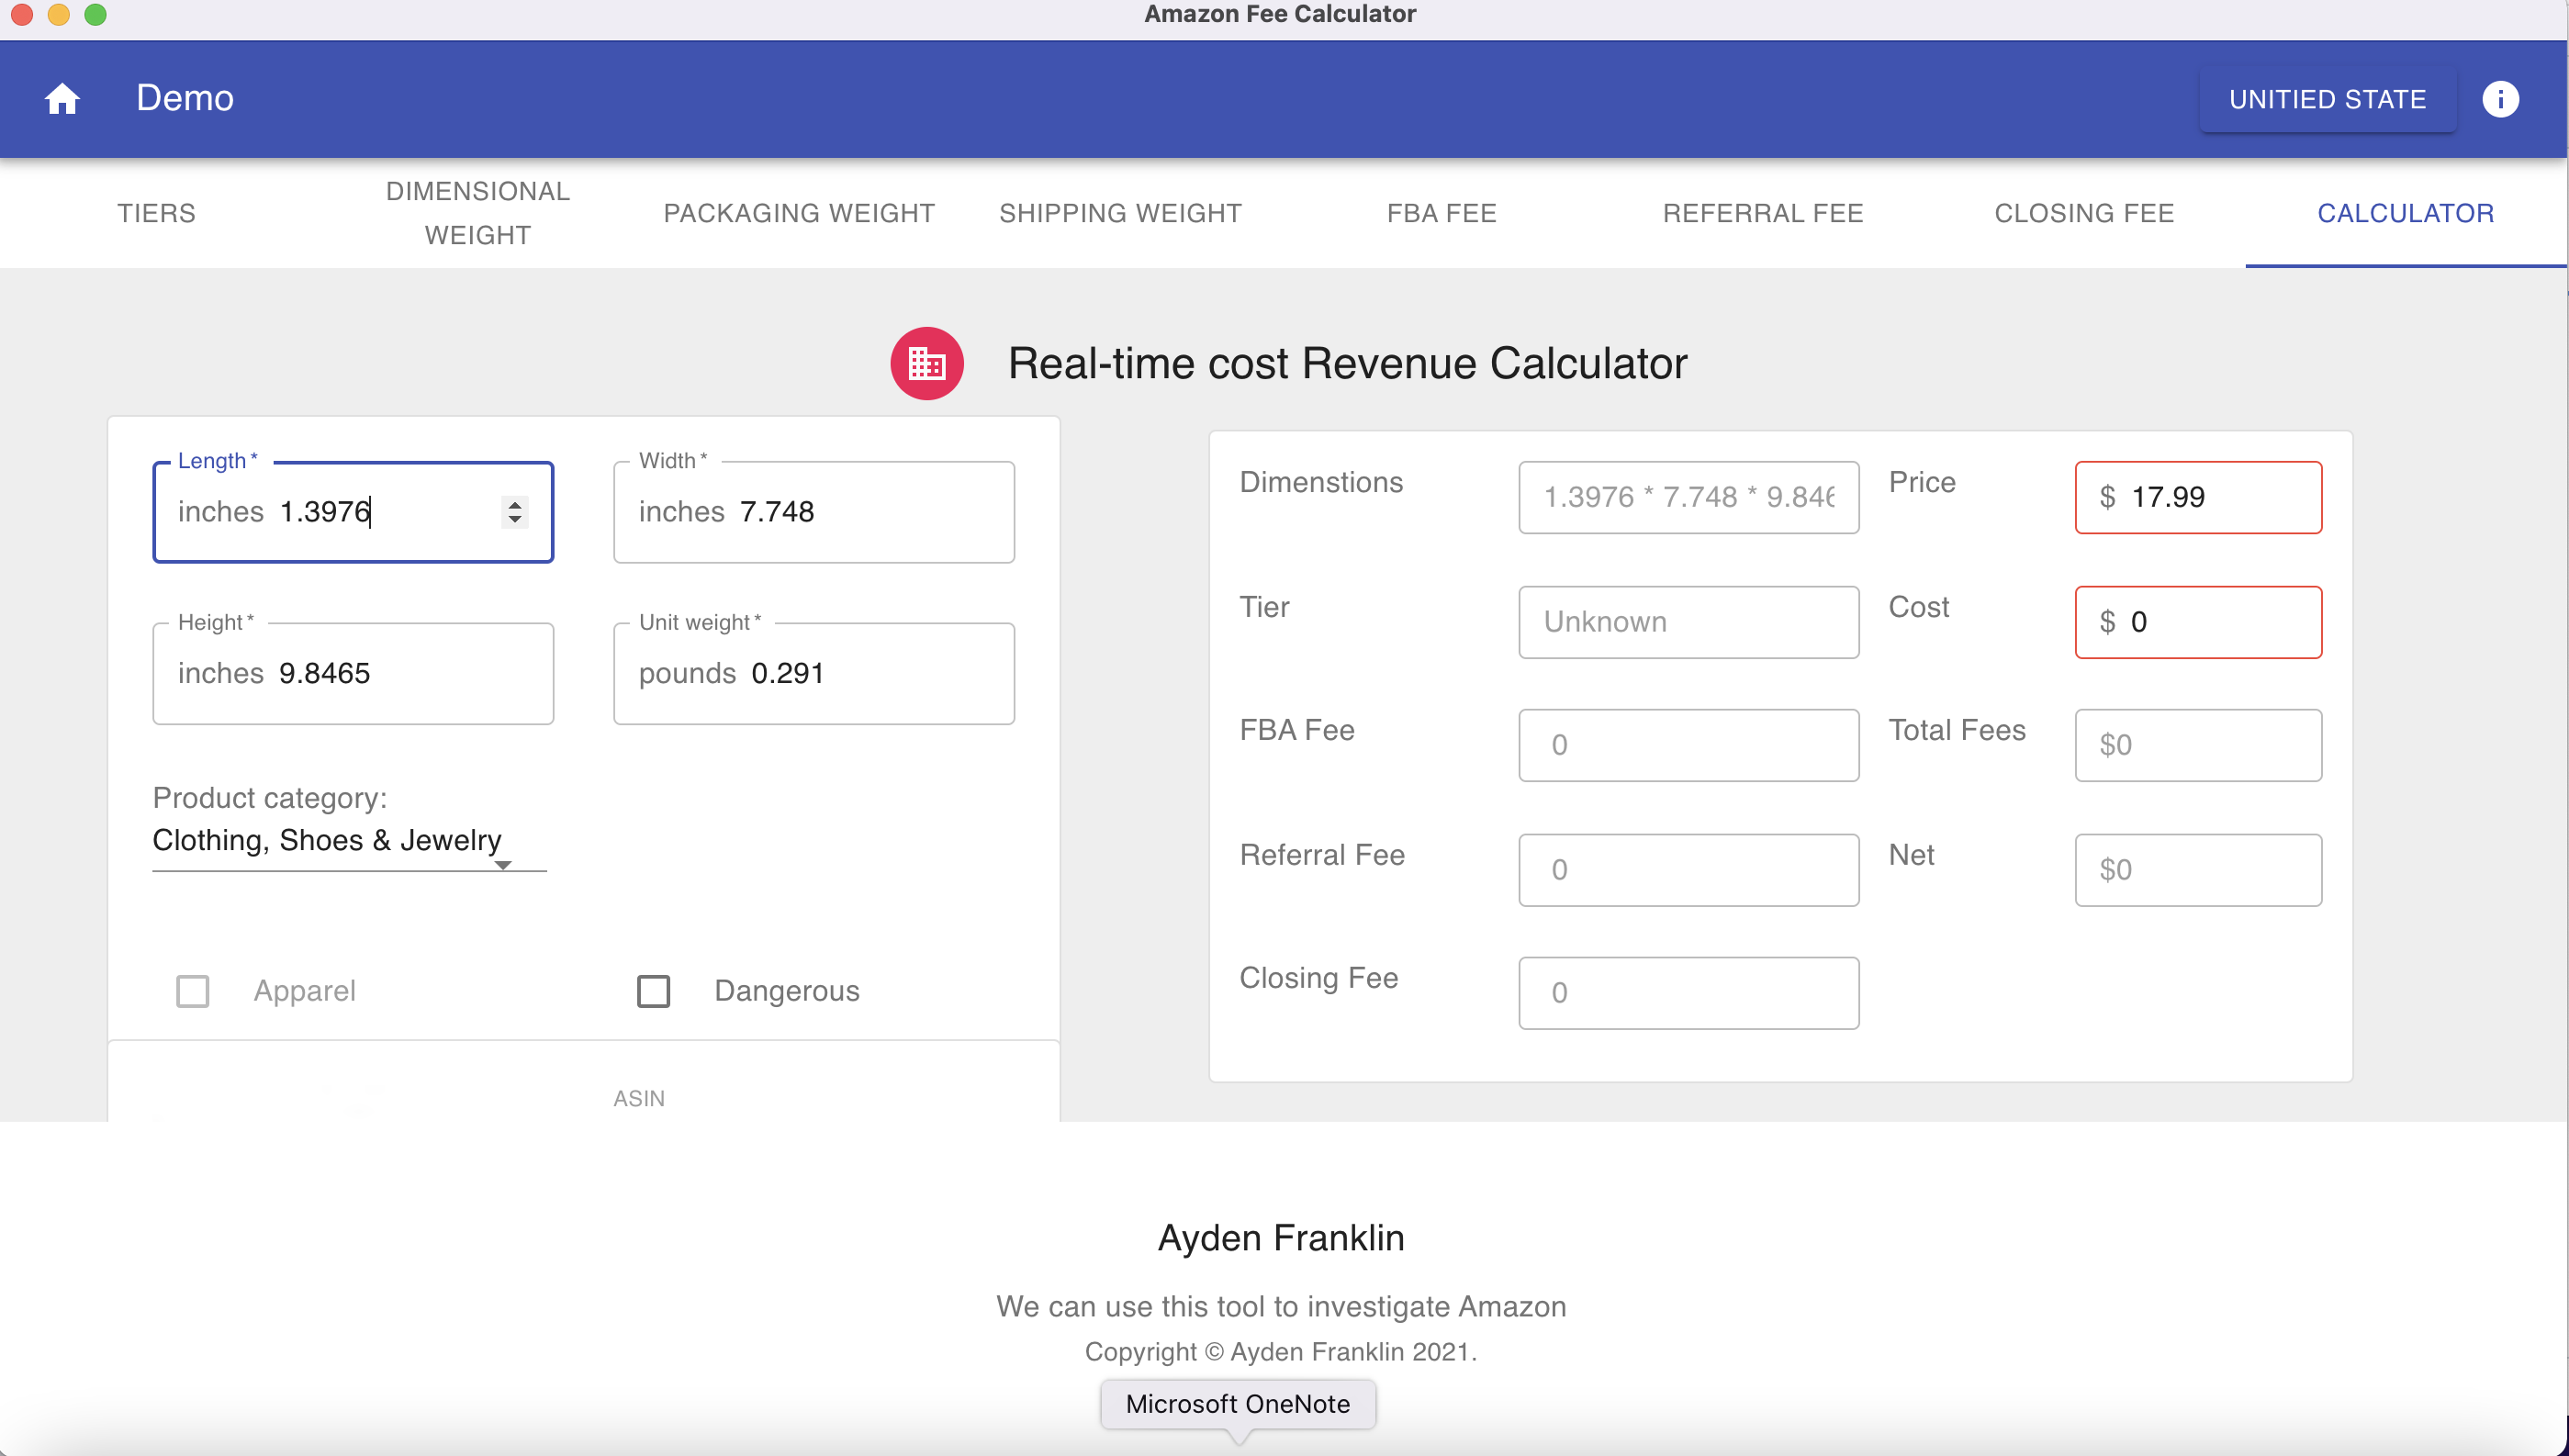 Amazon Fee Calculator
Demo
UNITIED STATE
TIERS
DIMENSIONAL
WEIGHT
PACKAGING WEIGHT
SHIPPING WEIGHT
FBA FEE
REFERRAL FEE
CLOSING FEE
CALCULATOR
Real-time cost Revenue Calculator
Length *
inches 1.3976
Width *
inches 7.748
Height *
inches 9.8465
Unit weight *
pounds 0.291
Product category:
Clothing, Shoes & Jewelry
Apparel
Dangerous
ASIN
Dimenstions
1.3976 * 7.748 * 9.846
Price
$ 17.99
Tier
Unknown
Cost
$ 0
FBA Fee
0
Total Fees
$0
Referral Fee
0
Net
$0
Closing Fee
0
Ayden Franklin
We can use this tool to investigate Amazon
Copyright © Ayden Franklin 2021.
Microsoft OneNote